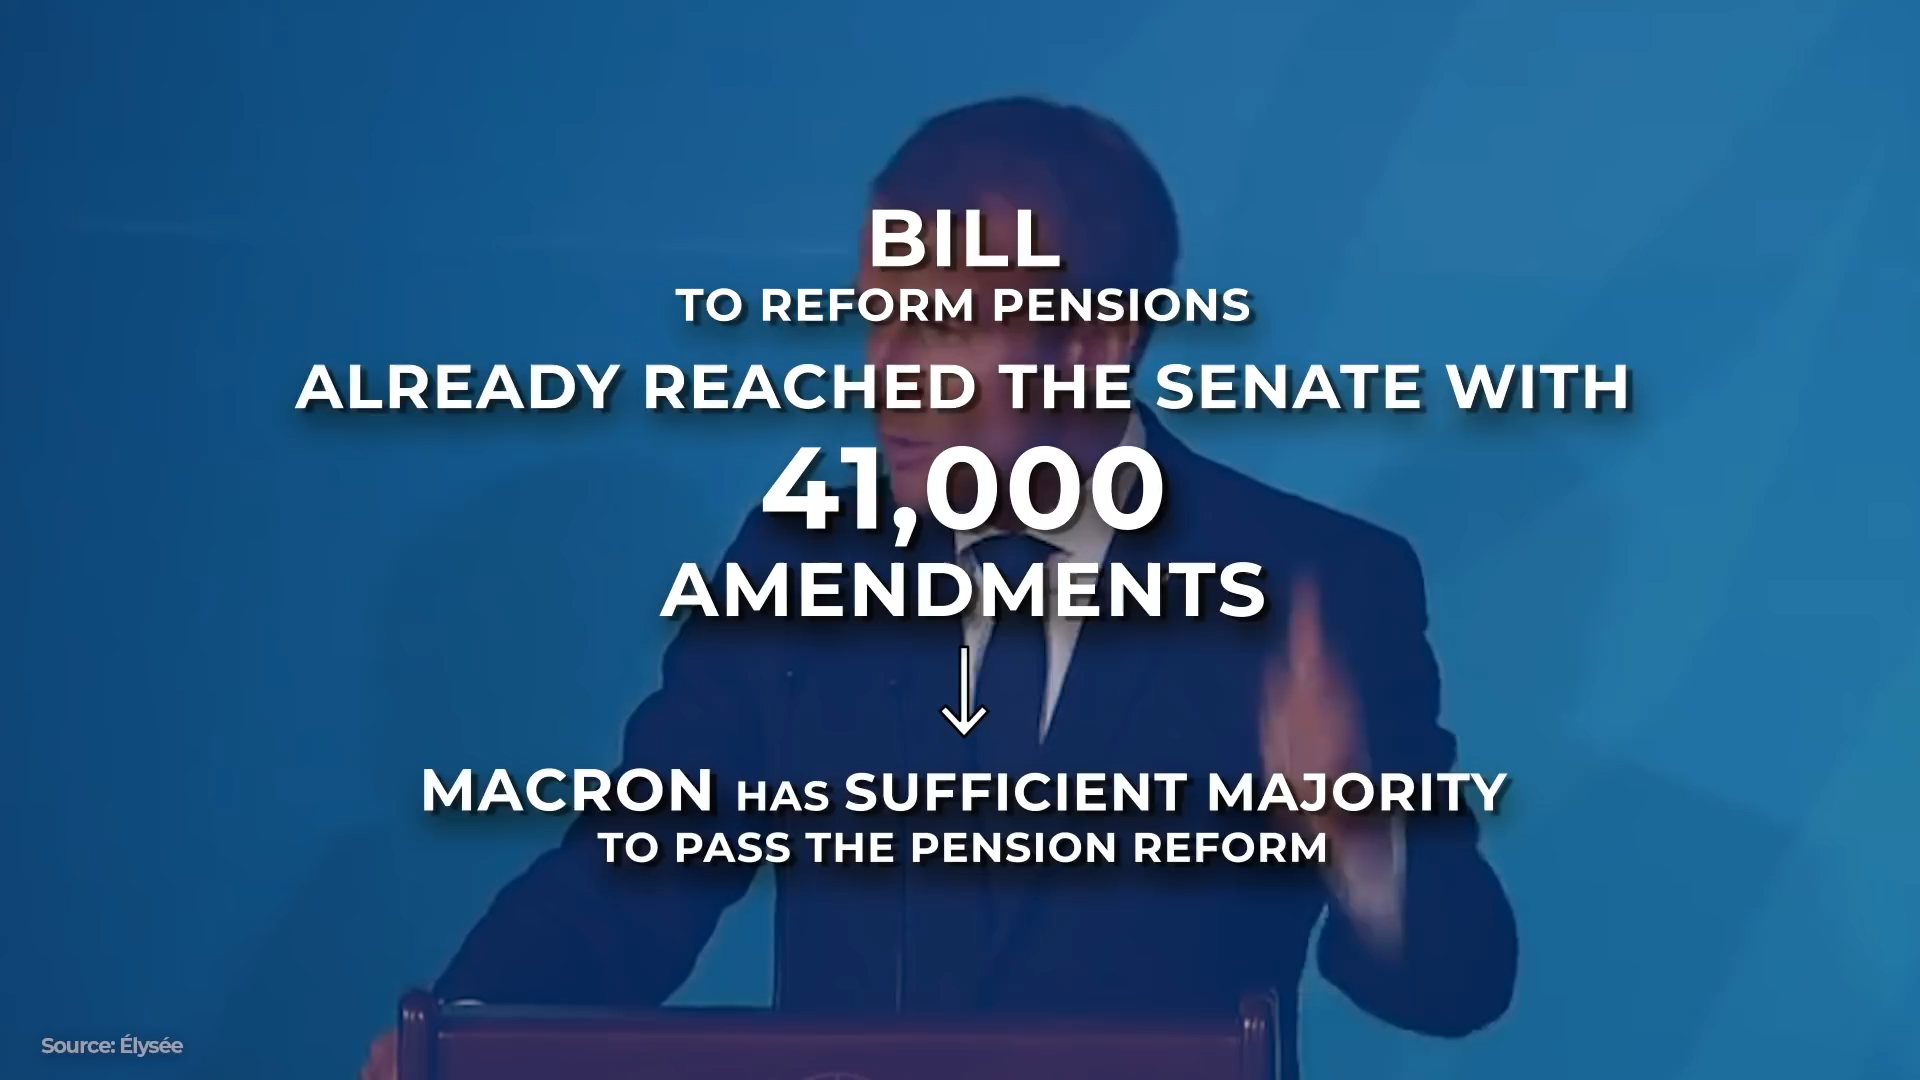 BILL
TO REFORM PENSIONS
ALREADY REACHED THE SENATE WITH
41,000
AMENDMENTS
MACRON HAS SUFFICIENT MAJORITY
TO PASS THE PENSION REFORM
Source: Élysée